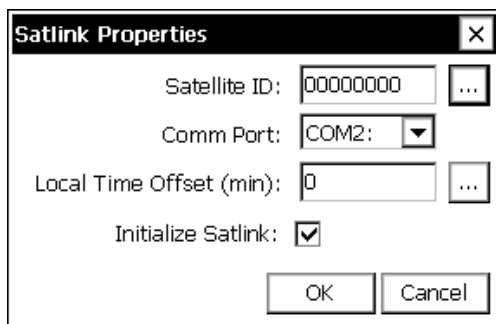 Satlink Properties
Satellite ID: 00000000 ...
Comm Port: COM2:
Local Time Offset (min): 0 ...
Initialize Satlink:
OK Cancel